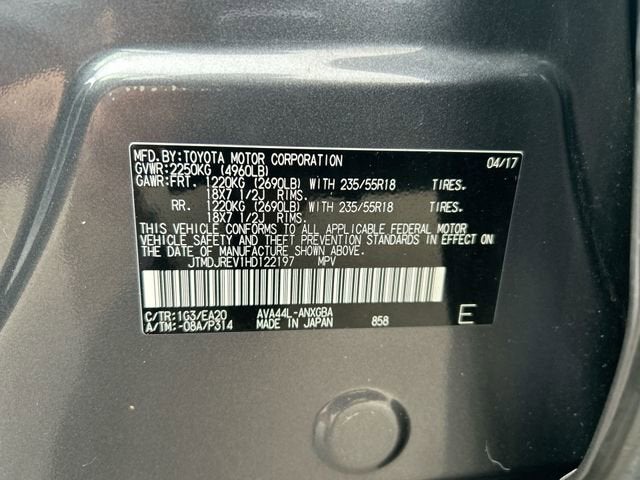 MFD.BY:TOYOTA MOTOR CORPORATION 04/17
GVWR:2250KG (4960LB)
GAWR:FRT. 1220KG (2690LB) WITH 235/55R18 TIRES,
18X7 1/2J RIMS.
RR. 1220KG (2690LB) WITH 235/55R18 TIRES,
18X7 1/2J RIMS.
THIS VEHICLE CONFORMS TO ALL APPLICABLE FEDERAL MOTOR
VEHICLE SAFETY AND THEFT PREVENTION STANDARDS IN EFFECT ON
THE DATE OF MANUFACTURE SHOWN ABOVE.
JTMDJREV1HD122197 MPV
C/TR:1G3/EA20 AVA44L-ANXGBA
A/TM:-08A/P314 MADE IN JAPAN 858 E